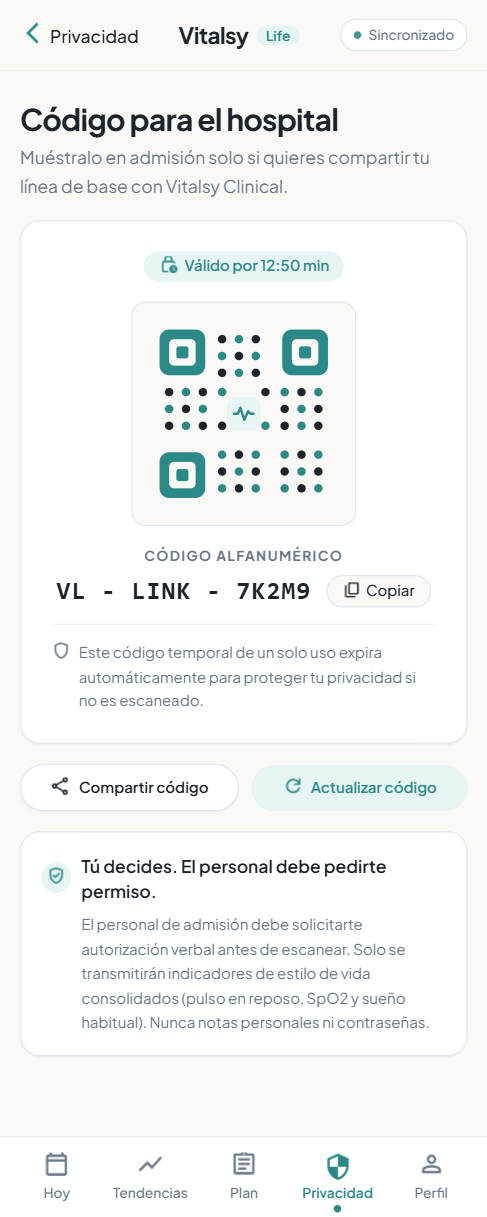 Privacidad
Vitalsy Life
Sincronizado
Código para el hospital
Muéstralo en admisión solo si quieres compartir tu
línea de base con Vitalsy Clinical.
Válido por 12:50 min
CÓDIGO ALFANUMÉRICO
VL - LINK - 7K2M9
Copiar
Este código temporal de un solo uso expira
automáticamente para proteger tu privacidad si
no es escaneado.
Compartir código
Actualizar código
Tú decides. El personal debe pedirte
permiso.
El personal de admisión debe solicitarte
autorización verbal antes de escanear. Solo se
transmitirán indicadores de estilo de vida
consolidados (pulso en reposo, SpO2 y sueño
habitual). Nunca notas personales ni contraseñas.
Hoy
Tendencias
Plan
Privacidad
Perfil